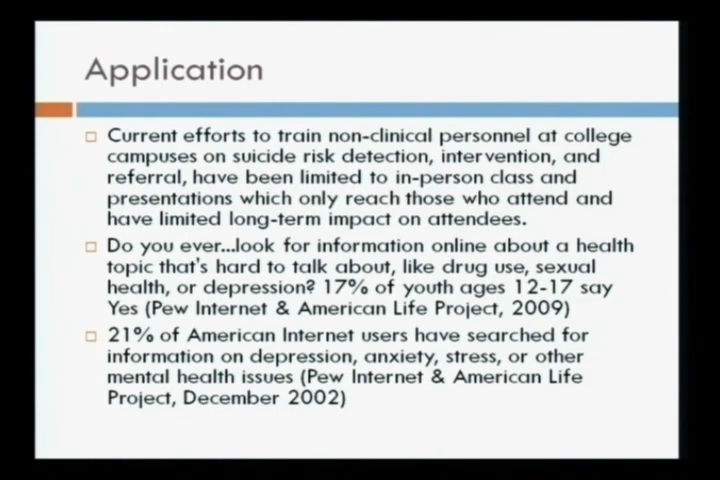 Application
Current efforts to train non-clinical personnel at college
campuses on suicide risk detection, intervention, and
referral, have been limited to in-person class and
presentations which only reach those who attend and
have limited long-term impact on attendees.
Do you ever...look for information online about a health
topic that's hard to talk about, like drug use, sexual
health, or depression? 17% of youth ages 12-17 say
Yes (Pew Internet & American Life Project, 2009)
21% of American Internet users have searched for
information on depression, anxiety, stress, or other
mental health issues (Pew Internet & American Life
Project, December 2002)